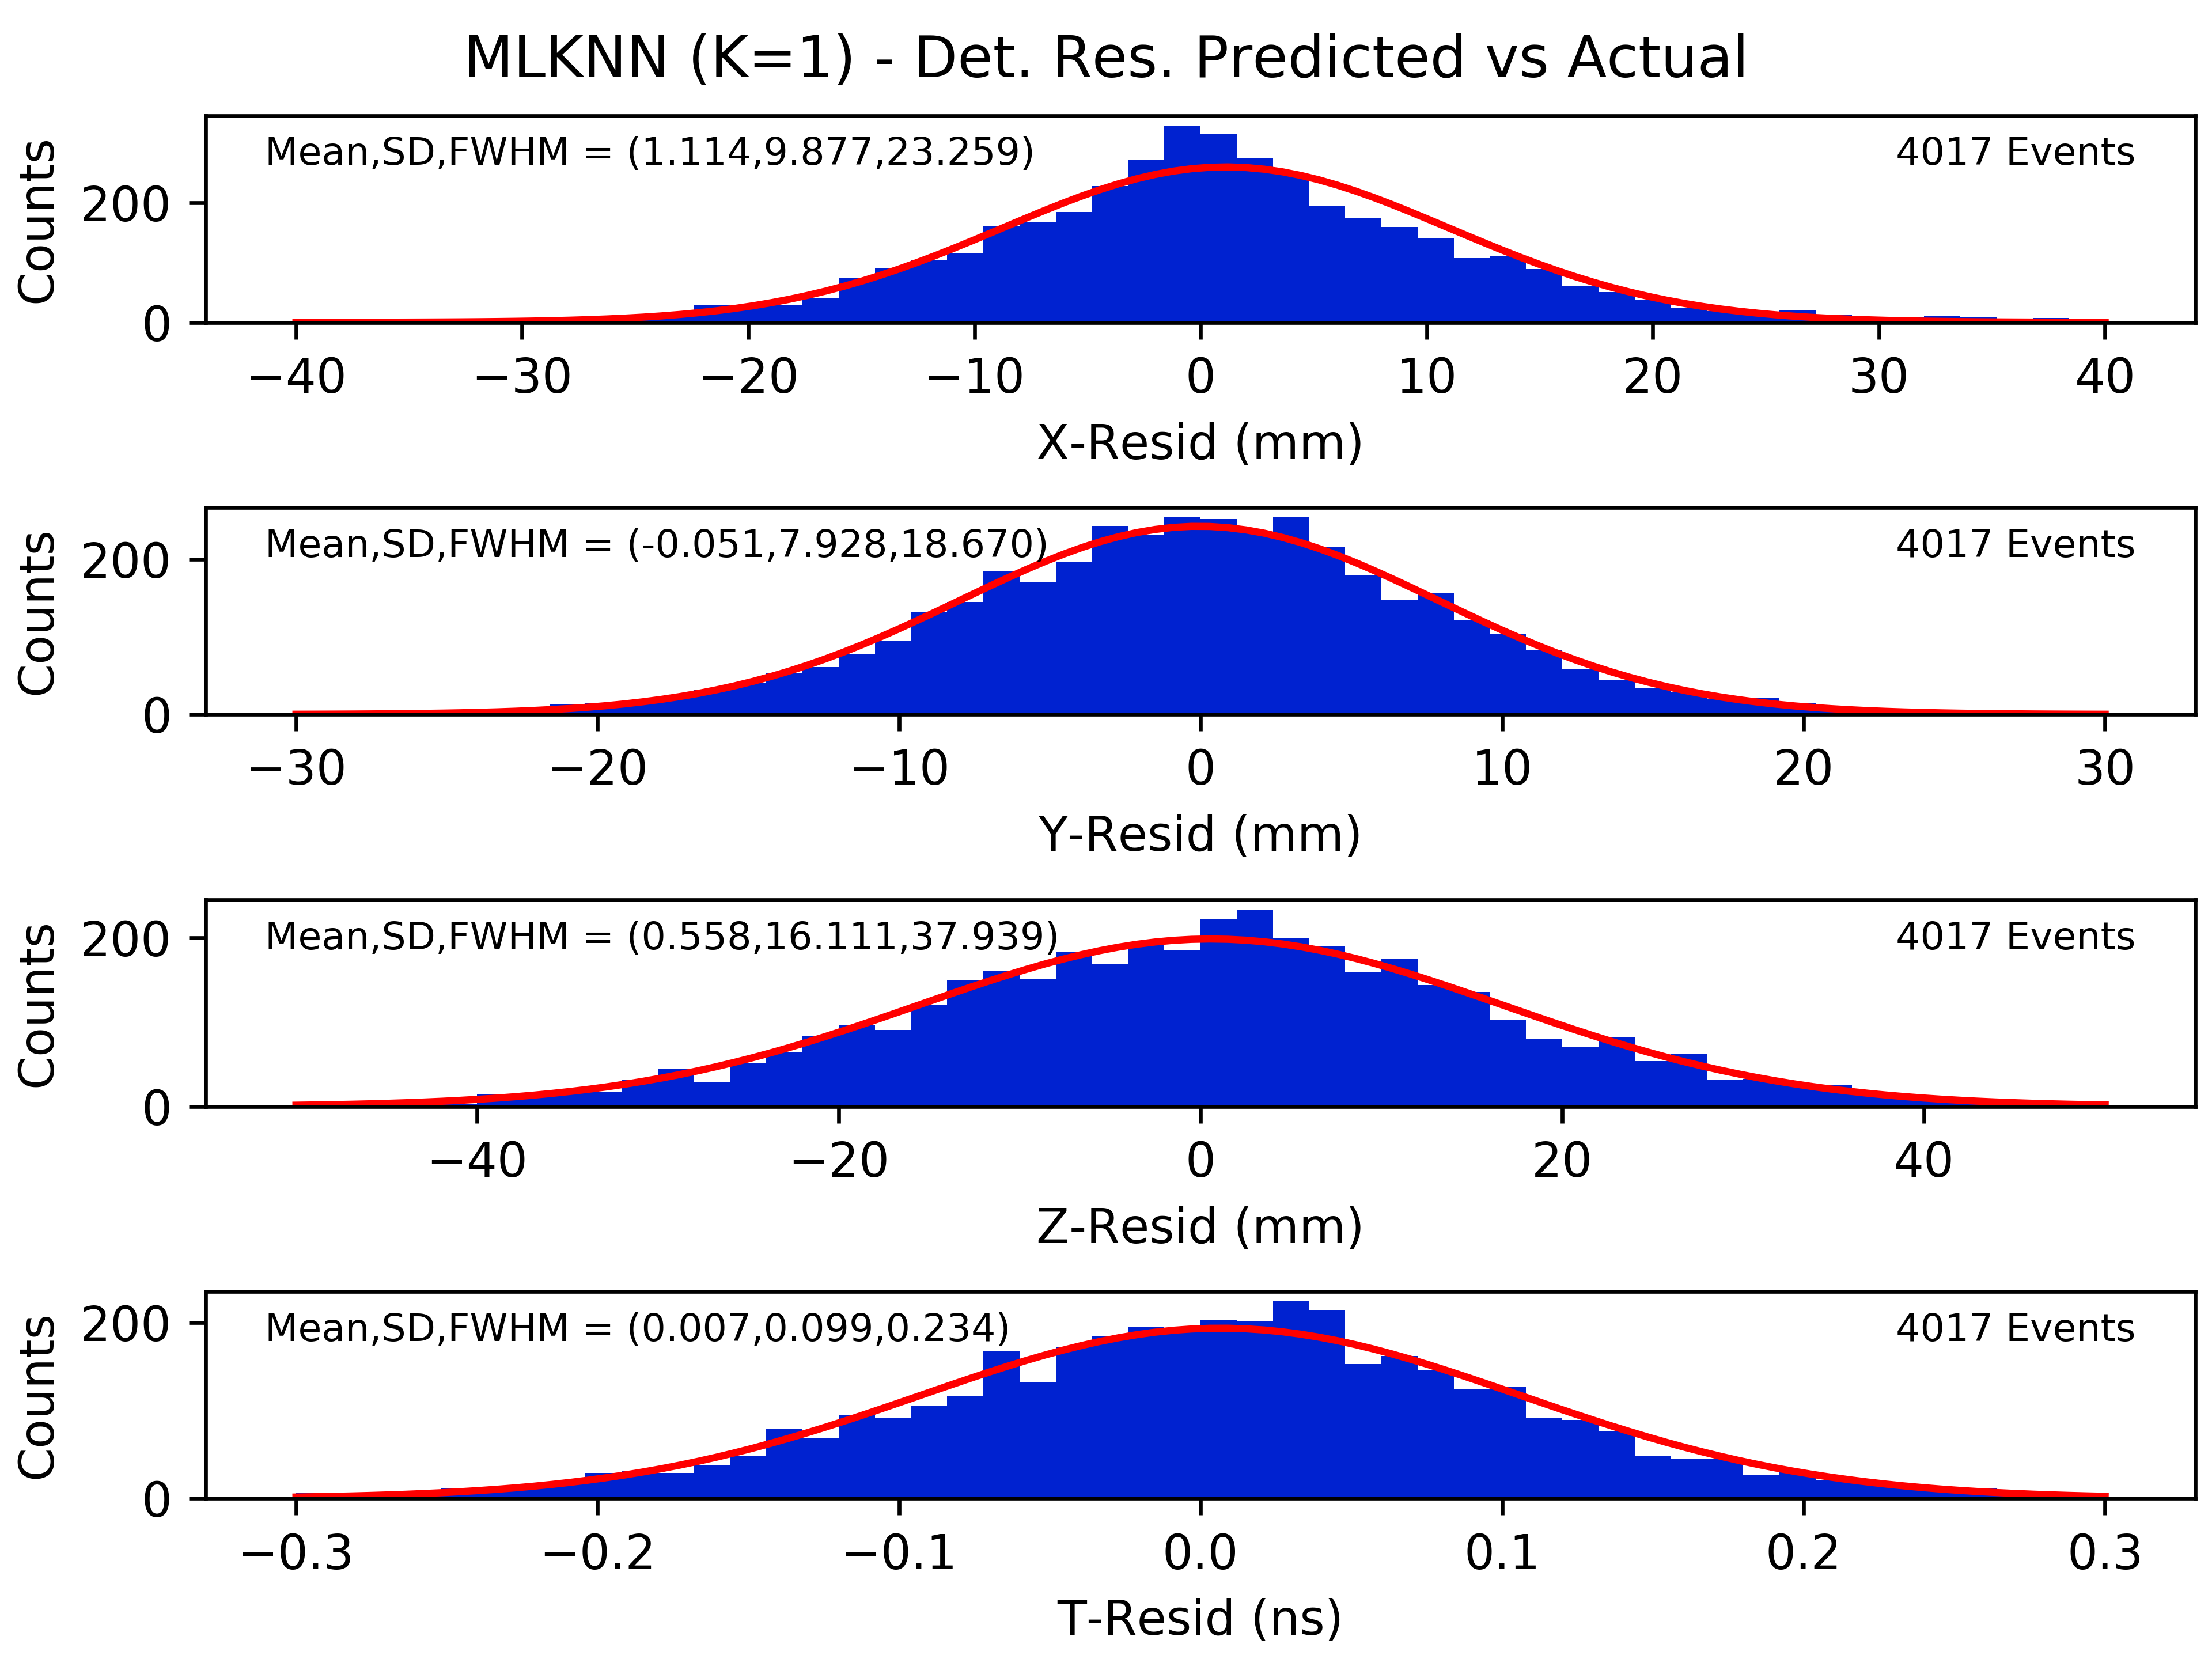 MLKNN (K=1) - Det. Res. Predicted vs Actual
Mean,SD,FWHM = (1.114,9.877,23.259)
4017 Events
Counts
200
0
−40 −30 −20 −10 0 10 20 30 40
X-Resid (mm)
Mean,SD,FWHM = (-0.051,7.928,18.670)
4017 Events
Counts
200
0
−30 −20 −10 0 10 20 30
Y-Resid (mm)
Mean,SD,FWHM = (0.558,16.111,37.939)
4017 Events
Counts
200
0
−40 −20 0 20 40
Z-Resid (mm)
Mean,SD,FWHM = (0.007,0.099,0.234)
4017 Events
Counts
200
0
−0.3 −0.2 −0.1 0.0 0.1 0.2 0.3
T-Resid (ns)